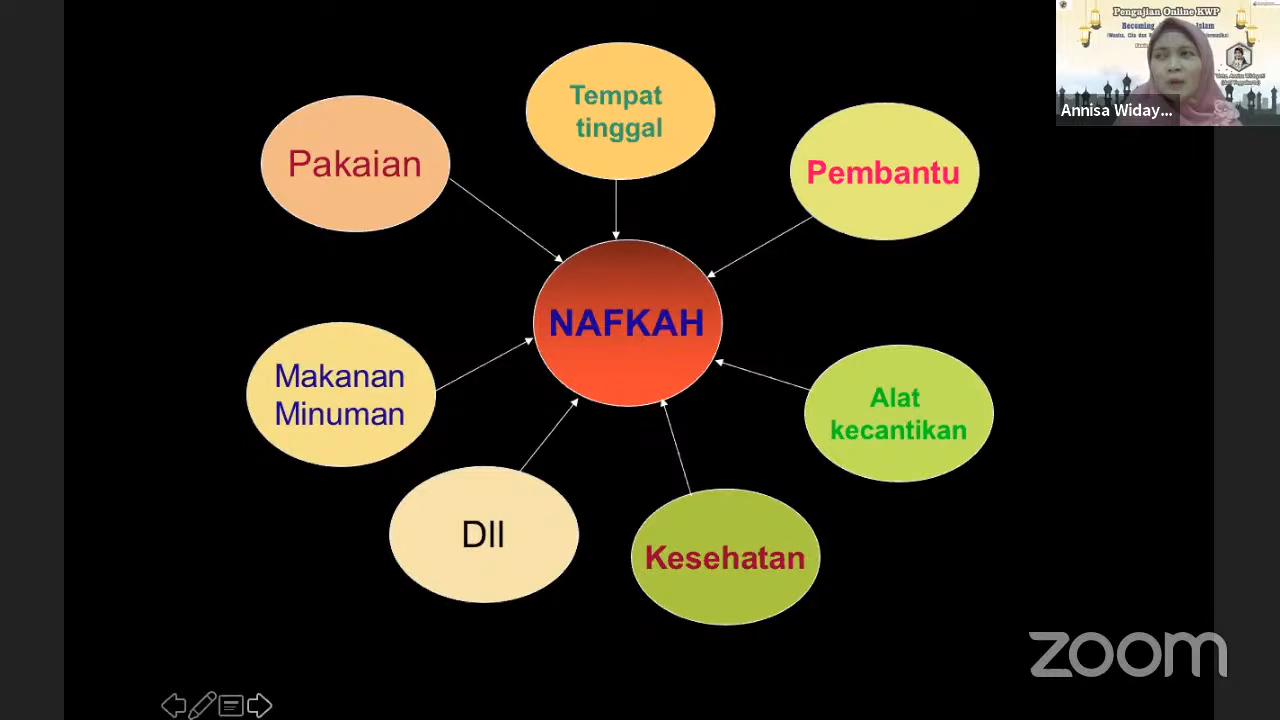 Pengajian Online KWP
Annisa Widay...
Tempat
tinggal
Pakaian
Pembantu
NAFKAH
Makanan
Minuman
Alat
kecantikan
Dll
Kesehatan
zoom